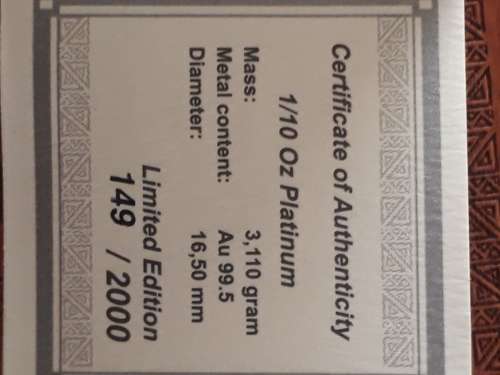 Certificate of Authenticity
1/10 Oz Platinum
Mass: 3,110 gram
Metal content: Au 99.5
Diameter: 16,50 mm
Limited Edition
149 / 2000